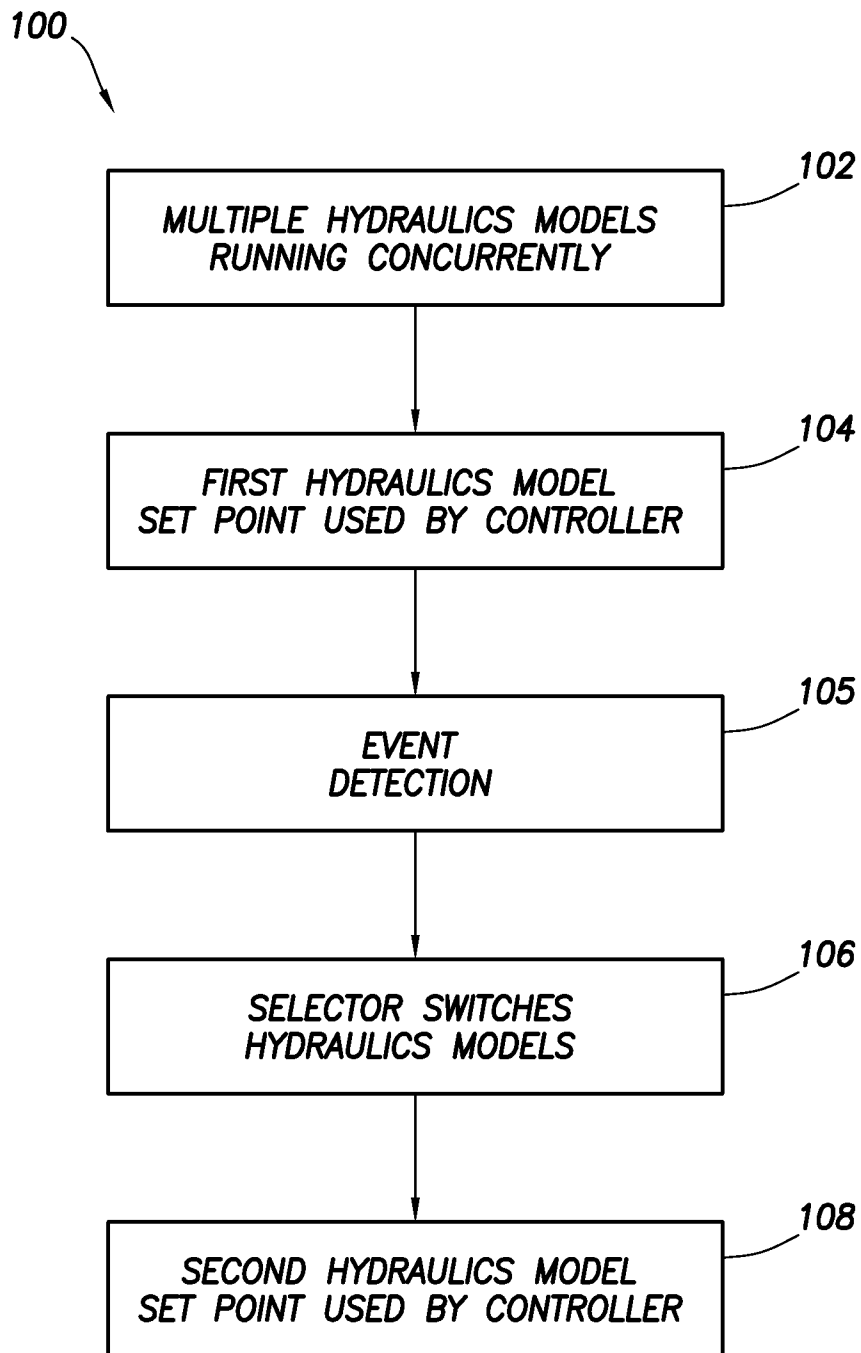 100
102
MULTIPLE HYDRAULICS MODELS
RUNNING CONCURRENTLY
104
FIRST HYDRAULICS MODEL
SET POINT USED BY CONTROLLER
105
EVENT
DETECTION
106
SELECTOR SWITCHES
HYDRAULICS MODELS
108
SECOND HYDRAULICS MODEL
SET POINT USED BY CONTROLLER